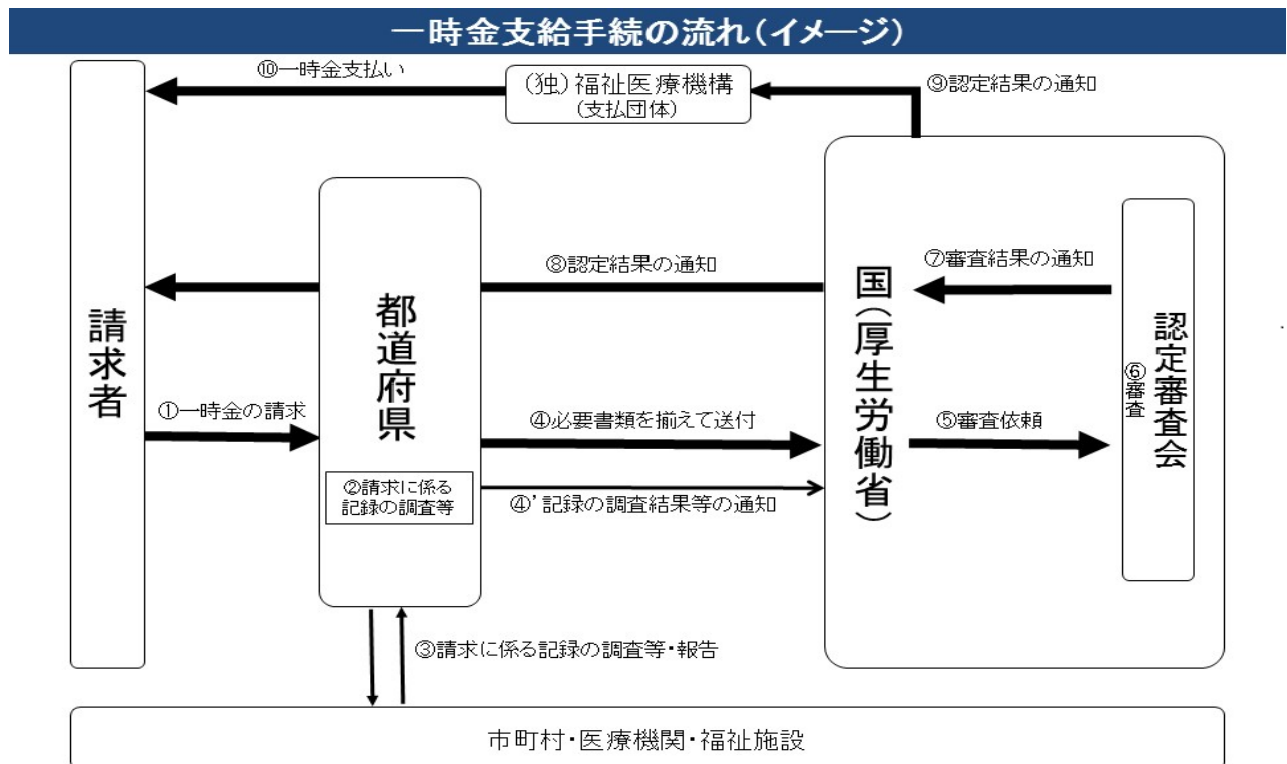 一時金支給手続の流れ(イメージ)
⑩一時金支払い
(独)福祉医療機構
(支払団体)
⑨認定結果の通知
請求者
都道府県
⑧認定結果の通知
国(厚生労働省)
⑦審査結果の通知
認定審査会
⑥審査
①一時金の請求
④必要書類を揃えて送付
⑤審査依頼
②請求に係る
記録の調査等
④’記録の調査結果等の通知
③請求に係る記録の調査等・報告
市町村・医療機関・福祉施設